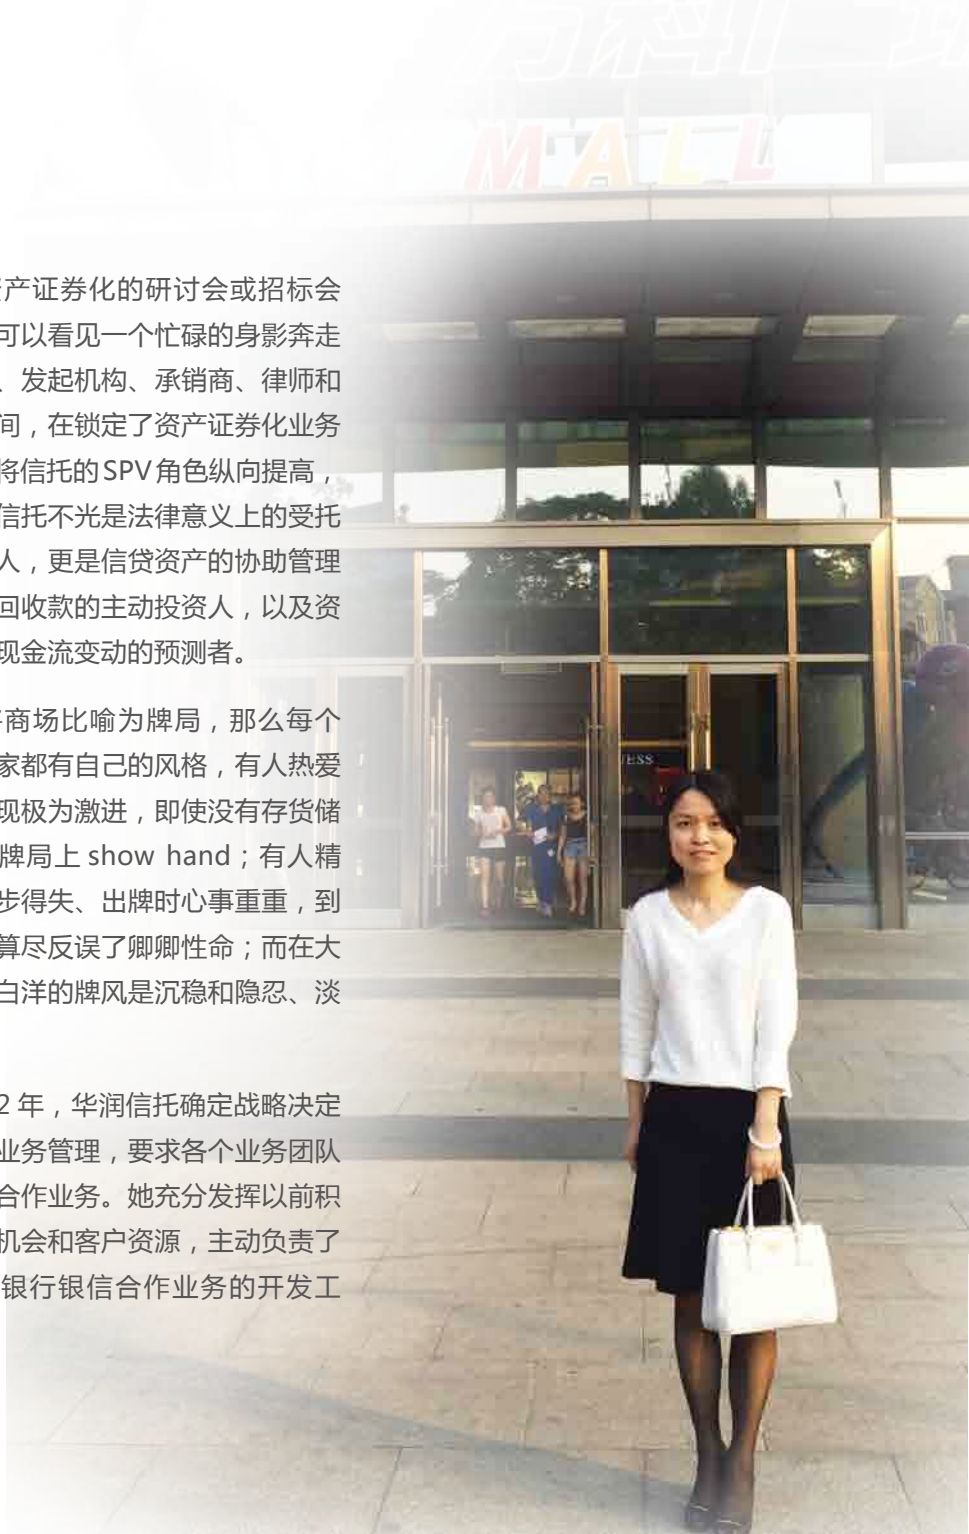 万科广
MALL
产证券化的研讨会或招标会
可以看见一个忙碌的身影奔走
、发起机构、承销商、律师和
间，在锁定了资产证券化业务
将信托的SPV角色纵向提高，
信托不光是法律意义上的受托
人，更是信贷资产的协助管理
回收款的主动投资人，以及资
现金流变动的预测者。
商场比喻为牌局，那么每个
家都有自己的风格，有人热爱
现极为激进，即使没有存货储
牌局上 show hand；有人精
步得失、出牌时心事重重，到
算尽反误了卿卿性命；而在大
白洋的牌风是沉稳和隐忍、淡
2 年，华润信托确定战略决定
业务管理，要求各个业务团队
合作业务。她充分发挥以前积
机会和客户资源，主动负责了
银行银信合作业务的开发工